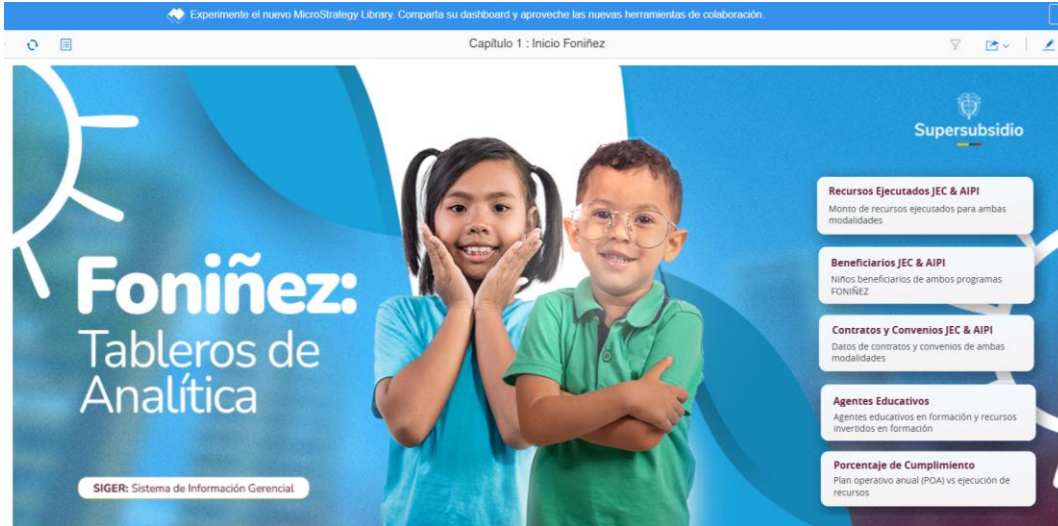 Experimente el nuevo MicroStrategy Library. Comparta su dashboard y aproveche las nuevas herramientas de colaboración.
Capítulo 1 : Inicio Foniñez
Supersubsidio
Foniñez:
Tableros de
Analítica
SIGER: Sistema de Información Gerencial
Recursos Ejecutados JEC & AIPI
Monto de recursos ejecutados para ambas
modalidades
Beneficiarios JEC & AIPI
Niños beneficiarios de ambos programas
FONIÑEZ
Contratos y Convenios JEC & AIPI
Datos de contratos y convenios de ambas
modalidades
Agentes Educativos
Agentes educativos en formación y recursos
invertidos en formación
Porcentaje de Cumplimiento
Plan operativo anual (POA) vs ejecución de
recursos